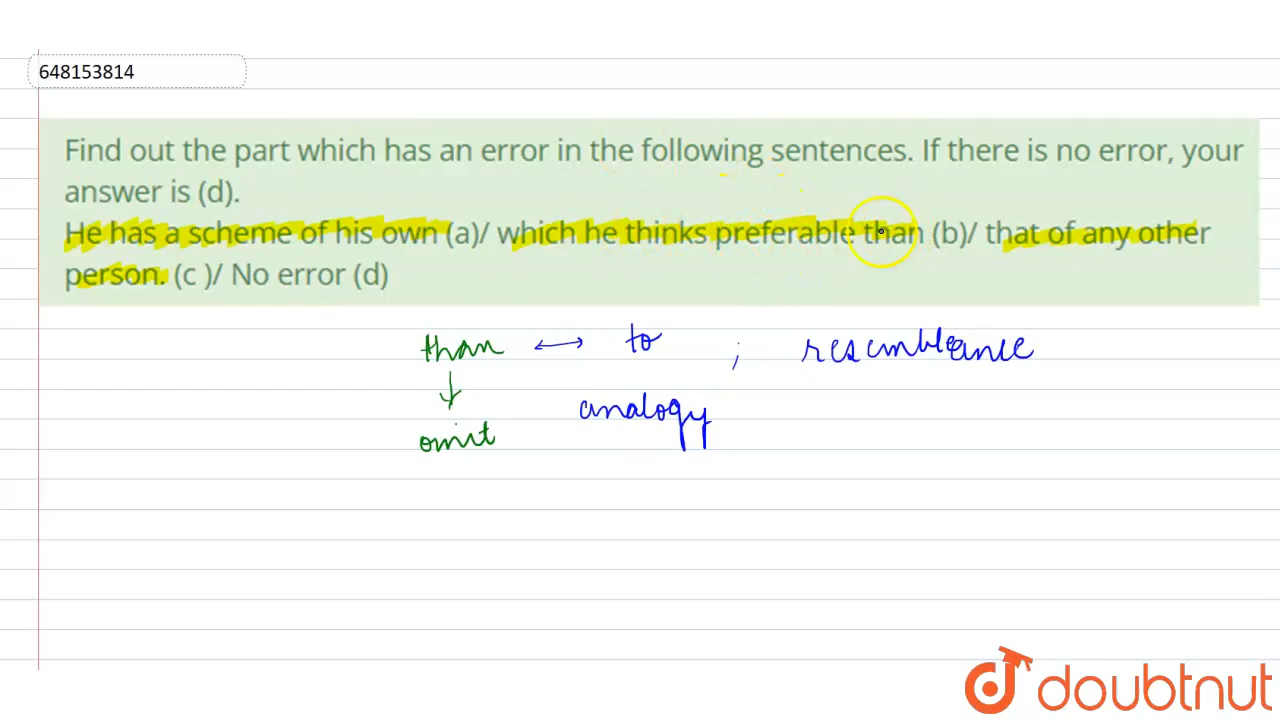 648153814
Find out the part which has an error in the following sentences. If there is no error, your
answer is (d).
He has a scheme of his own (a)/ which he thinks preferable than (b)/ that of any other
person. (c )/ No error (d)
than ↔ to ; resembleance
↓ analogy
omit
doubtnut